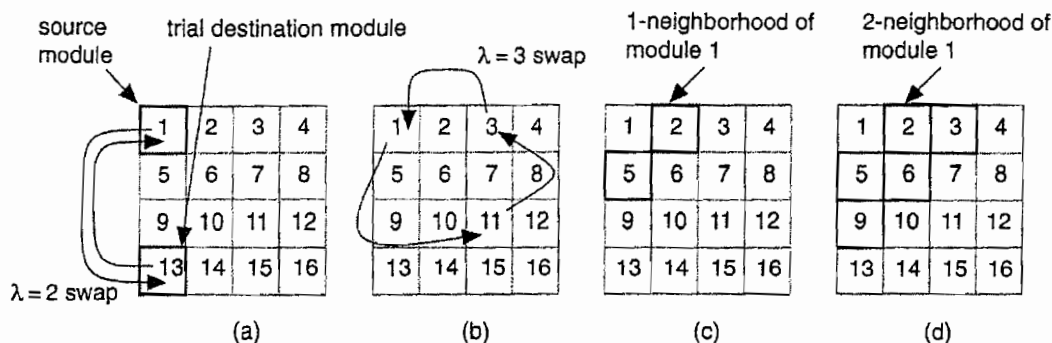 source
module
trial destination module
λ = 3 swap
1-neighborhood of
module 1
2-neighborhood of
module 1
1 2 3 4
5 6 7 8
9 10 11 12
13 14 15 16
λ = 2 swap
(a)
1 2 3 4
5 6 7 8
9 10 11 12
13 14 15 16
(b)
1 2 3 4
5 6 7 8
9 10 11 12
13 14 15 16
(c)
1 2 3 4
5 6 7 8
9 10 11 12
13 14 15 16
(d)